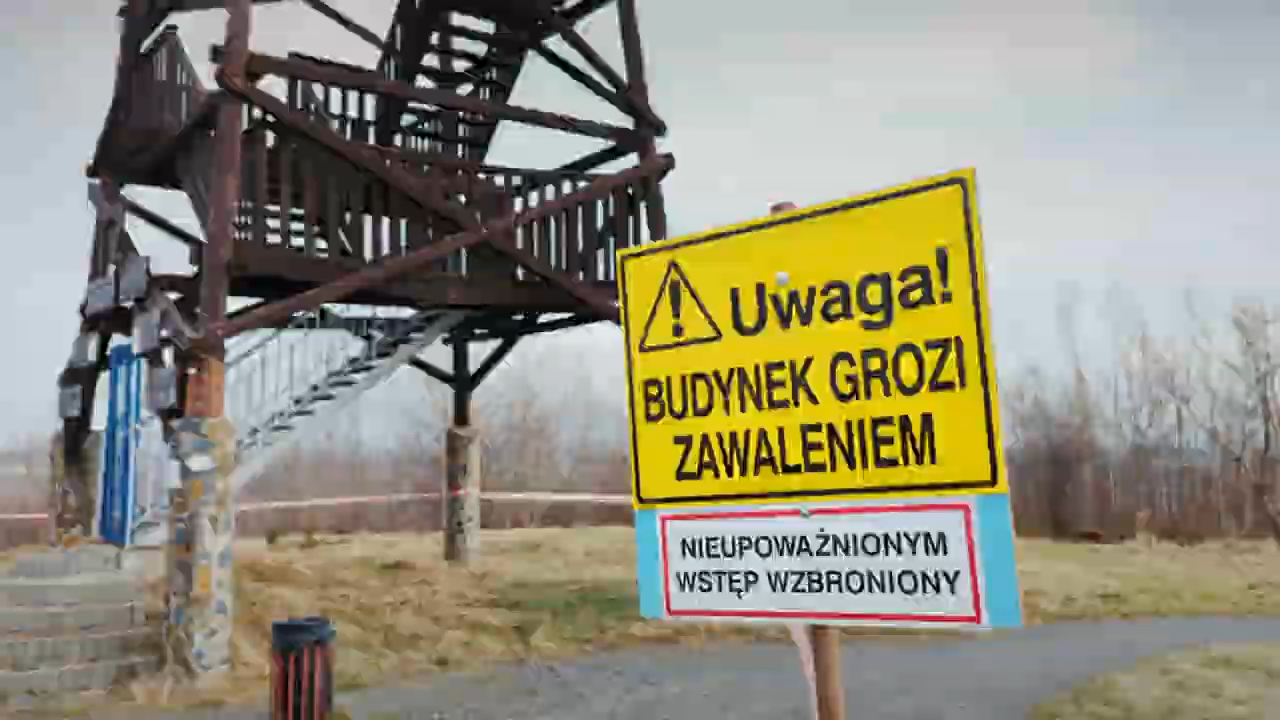 Uwaga!
BUDYNEK GROZI
ZAWALENIEM
NIEUPOWAŻNIONYM
WSTĘP WZBRONIONY